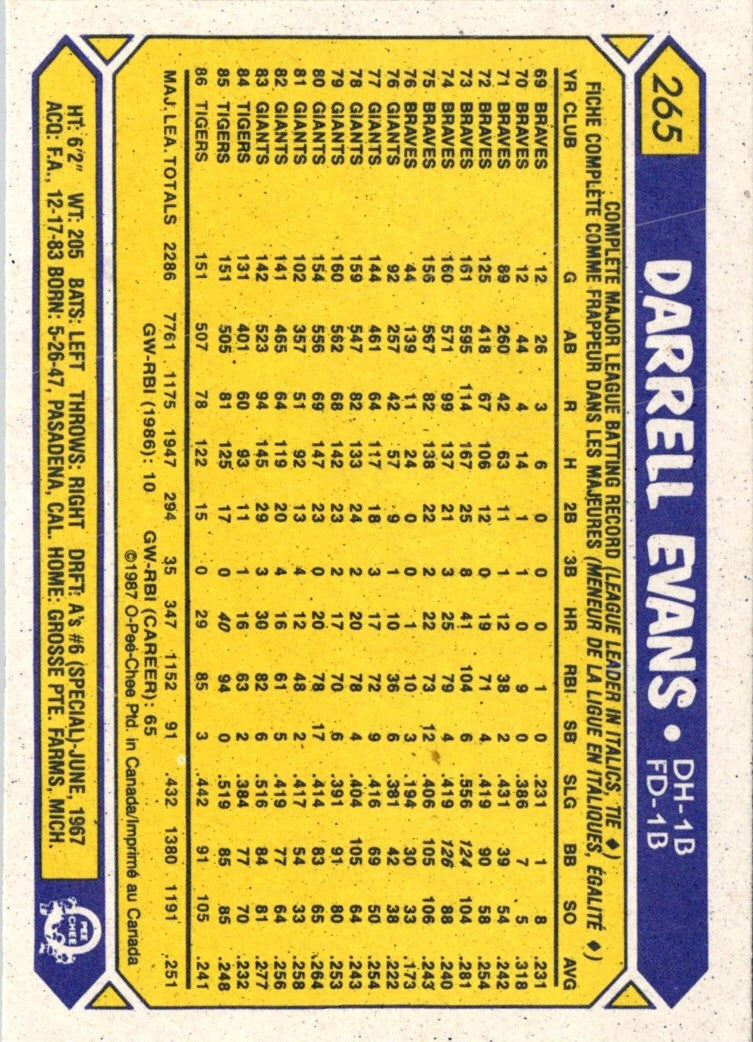 265
DARRELL EVANS • DH-1B
FD-1B
COMPLETE MAJOR LEAGUE BATTING RECORD (LEAGUE LEADER IN ITALICS, TIE ♦)
FICHE COMPLÈTE COMME FRAPPEUR DANS LES MAJEURES (MENEUR DE LA LIGUE EN ITALIQUES, ÉGALITÉ ♦)
YR CLUB G AB R H 2B 3B HR RBI SB SLG BB SO AVG
69 BRAVES 12 26 3 6 0 0 0 1 0 .231 1 8 .231
70 BRAVES 12 44 4 14 1 1 0 9 0 .386 7 5 .318
71 BRAVES 89 260 42 63 11 1 12 38 2 .431 39 54 .242
72 BRAVES 125 418 67 106 12 0 19 71 4 .419 90 58 .254
73 BRAVES 161 595 114 167 25 8 41 104 6 .556 124 104 .281
74 BRAVES 160 571 99 137 21 3 25 79 4 .419 126 88 .240
75 BRAVES 156 567 82 138 22 2 22 73 12 .406 105 106 .243
76 BRAVES 44 139 11 24 0 0 1 10 3 .194 30 33 .173
76 GIANTS 92 257 42 57 9 1 10 36 6 .381 42 38 .222
77 GIANTS 144 461 64 117 18 3 17 72 9 .416 69 50 .254
78 GIANTS 159 547 82 133 24 2 20 78 4 .404 105 64 .243
79 GIANTS 160 562 68 142 23 2 17 70 6 .391 91 80 .253
80 GIANTS 154 556 69 147 23 0 20 78 17 .414 83 65 .264
81 GIANTS 102 357 51 92 13 4 12 48 2 .417 54 33 .258
82 GIANTS 141 465 64 119 20 4 16 61 5 .419 77 64 .256
83 GIANTS 142 523 94 145 29 3 30 82 6 .516 84 81 .277
84 TIGERS 131 401 60 93 11 1 16 63 2 .384 77 70 .232
85 TIGERS 151 505 81 125 17 0 40 94 0 .519 85 85 .248
86 TIGERS 151 507 78 122 15 0 29 85 3 .442 91 105 .241
MAJ. LEA. TOTALS 2286 7761 1175 1947 294 35 347 1152 91 .432 1380 1191 .251
GW-RBI (1986): 10 GW-RBI (CAREER): 65
©1987 O-Pee-Chee Ptd. in Canada/Imprimé au Canada
HT: 6'2" WT: 205 BATS: LEFT THROWS: RIGHT DRFT: A's #6 (SPECIAL)-JUNE, 1967
ACQ: F.A., 12-17-83 BORN: 5-26-47, PASADENA, CAL. HOME: GROSSE PTE. FARMS, MICH.
O
PEE
CHEE